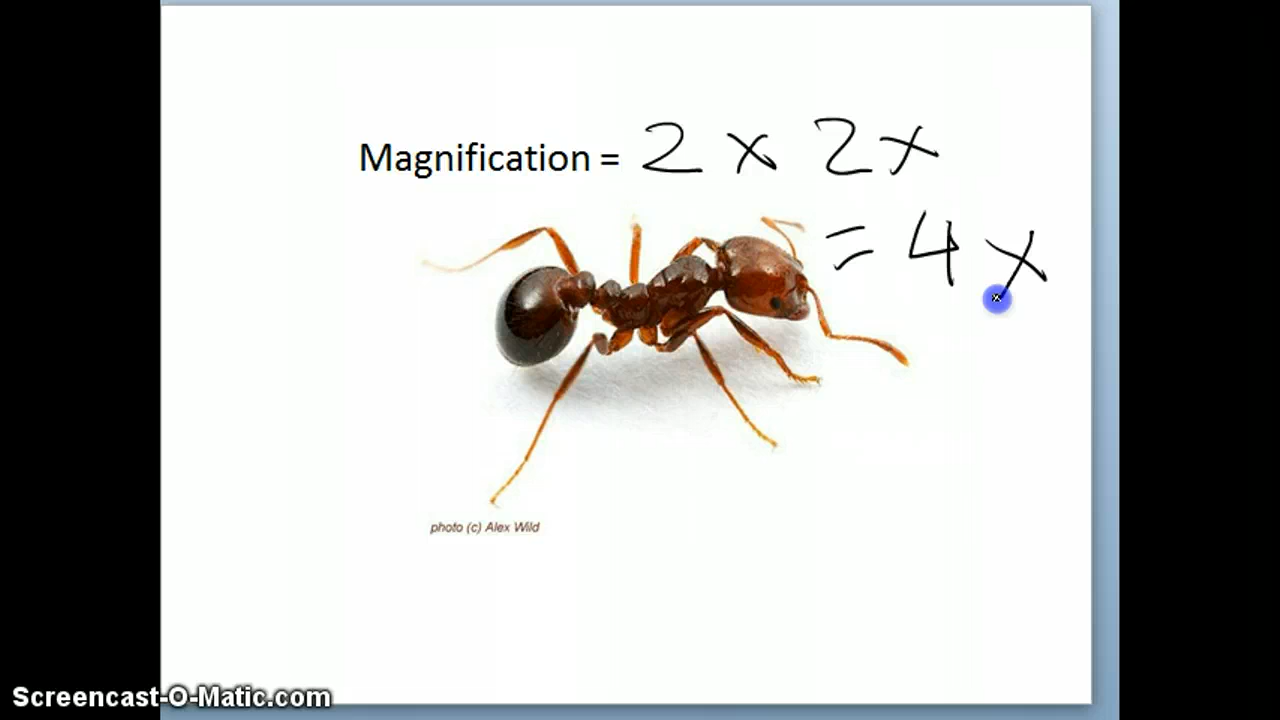 Magnification = 2 x 2x
= 4x
photo (c) Alex Wild
Screencast-O-Matic.com